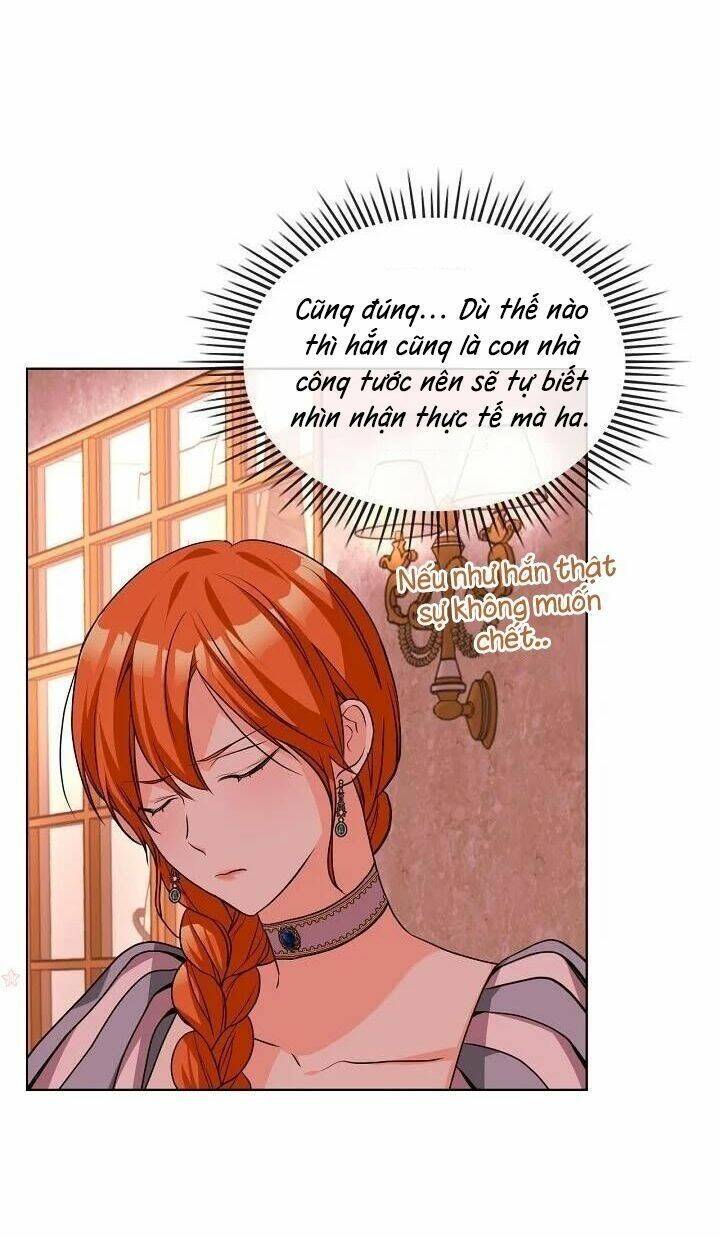 Cũng đúng... Dù thế nào
thì hắn cũng là con nhà
công tước nên sẽ tự biết
nhìn nhận thực tế mà ha.
Nếu như hắn thật
sự không muốn
chết..